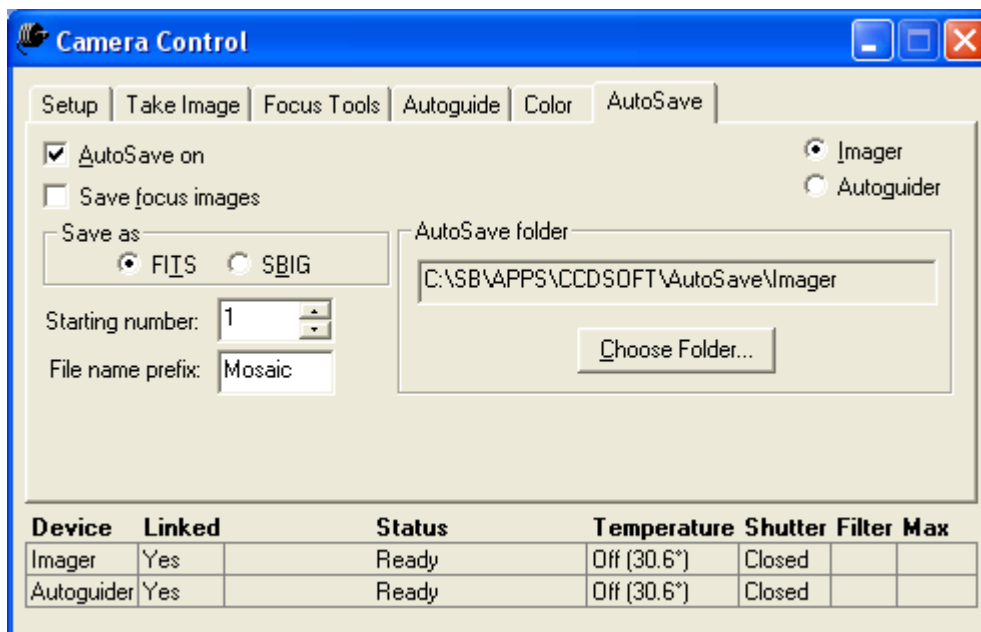 Camera Control
Setup Take Image Focus Tools Autoguide Color AutoSave
AutoSave on
Imager
Save focus images
Autoguider
Save as
AutoSave folder
FITS SBIG
C:\SB\APPS\CCDSOFT\AutoSave\Imager
Starting number: 1
Choose Folder...
File name prefix: Mosaic
Device Linked Status Temperature Shutter Filter Max
Imager Yes Ready Off (30.6°) Closed
Autoguider Yes Ready Off (30.6°) Closed